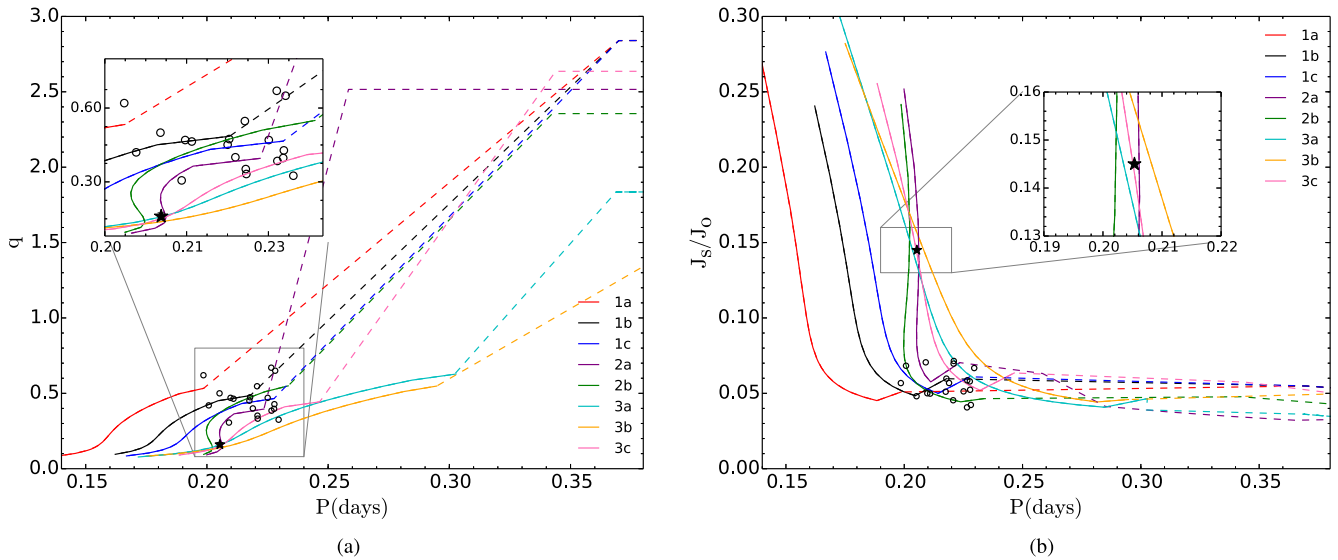 3.0
2.5
2.0
1.5
1.0
0.5
0.0
q
0.15
0.20
0.25
0.30
0.35
P(days)
0.60
0.30
0.20
0.21
0.23
1a
1b
1c
2a
2b
3a
3b
3c
(a)
0.30
0.25
0.20
0.15
0.10
0.05
0.00
J_S/J_O
0.15
0.20
0.25
0.30
0.35
P(days)
0.16
0.15
0.14
0.13
0.19
0.20
0.21
0.22
1a
1b
1c
2a
2b
3a
3b
3c
(b)